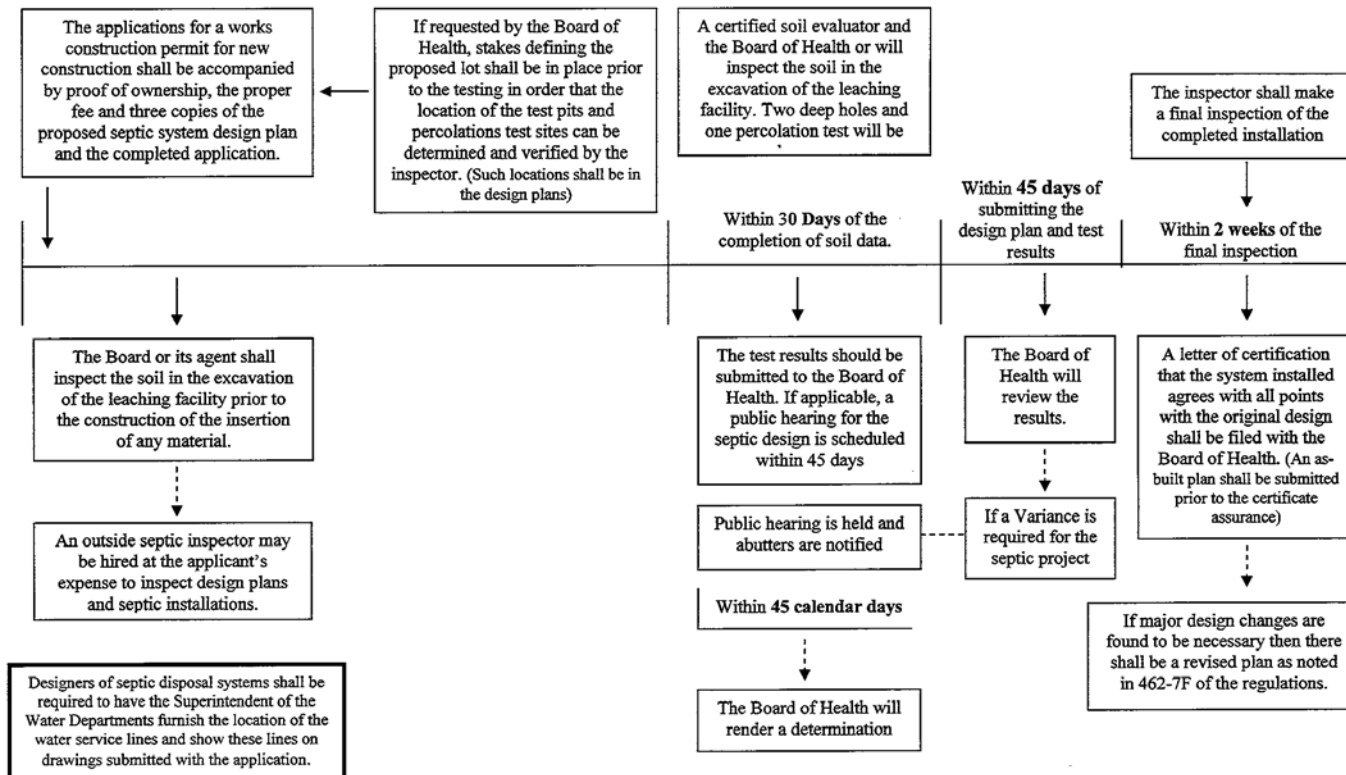 The applications for a works
construction permit for new
construction shall be accompanied
by proof of ownership, the proper
fee and three copies of the
proposed septic system design plan
and the completed application.
If requested by the Board of
Health, stakes defining the
proposed lot shall be in place prior
to the testing in order that the
location of the test pits and
percolations test sites can be
determined and verified by the
inspector. (Such locations shall be in
the design plans)
A certified soil evaluator and
the Board of Health or will
inspect the soil in the
excavation of the leaching
facility. Two deep holes and
one percolation test will be
The inspector shall make
a final inspection of the
completed installation
Within 30 Days of the
completion of soil data.
Within 45 days of
submitting the
design plan and test
results
Within 2 weeks of the
final inspection
The Board or its agent shall
inspect the soil in the excavation
of the leaching facility prior to
the construction of the insertion
of any material.
The test results should be
submitted to the Board of
Health. If applicable, a
public hearing for the
septic design is scheduled
within 45 days
The Board of
Health will
review the
results.
A letter of certification
that the system installed
agrees with all points
with the original design
shall be filed with the
Board of Health. (An as-
built plan shall be submitted
prior to the certificate
assurance)
An outside septic inspector may
be hired at the applicant's
expense to inspect design plans
and septic installations.
Public hearing is held and
abutters are notified
If a Variance is
required for the
septic project
Within 45 calendar days
If major design changes are
found to be necessary then there
shall be a revised plan as noted
in 462-7F of the regulations.
Designers of septic disposal systems shall be
required to have the Superintendent of the
Water Departments furnish the location of the
water service lines and show these lines on
drawings submitted with the application.
The Board of Health will
render a determination